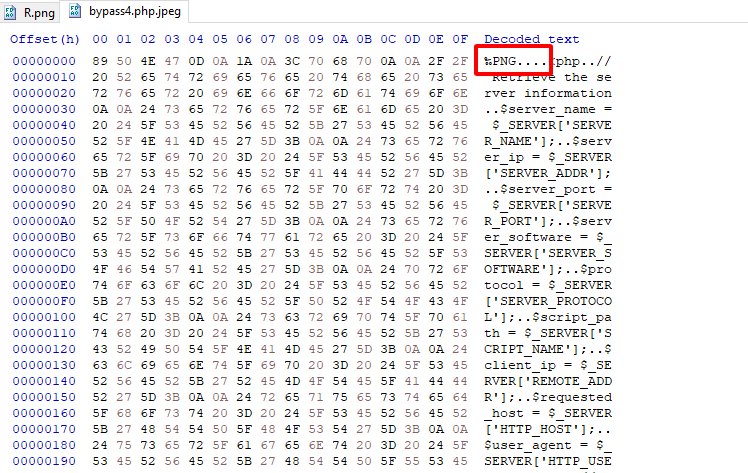 R.png
bypass4.php.jpeg
Offset(h) 00 01 02 03 04 05 06 07 08 09 0A 0B 0C 0D 0E 0F Decoded text
00000000 89 50 4E 47 0D 0A 1A 0A 3C 70 68 70 0A 0A 2F 2F ‰PNG....<php..//
00000010 20 52 65 74 72 69 65 76 65 20 74 68 65 20 73 65  Retrieve the se
00000020 72 76 65 72 20 69 6E 66 6F 72 6D 61 74 69 6F 6E rver information
00000030 0A 0A 24 73 65 72 76 65 72 5F 6E 61 6D 65 20 3D ..$server_name =
00000040 20 24 5F 53 45 52 56 45 52 5B 27 53 45 52 56 45  $_SERVER['SERVE
00000050 52 5F 4E 41 4D 45 27 5D 3B 0A 0A 24 73 65 72 76 R_NAME'];..$serv
00000060 65 72 5F 69 70 20 3D 20 24 5F 53 45 52 56 45 52 er_ip = $_SERVER
00000070 5B 27 53 45 52 56 45 52 5F 41 44 44 52 27 5D 3B ['SERVER_ADDR'];
00000080 0A 0A 24 73 65 72 76 65 72 5F 70 6F 72 74 20 3D ..$server_port =
00000090 20 24 5F 53 45 52 56 45 52 5B 27 53 45 52 56 45  $_SERVER['SERVE
000000A0 52 5F 50 4F 52 54 27 5D 3B 0A 0A 24 73 65 72 76 R_PORT'];..$serv
000000B0 65 72 5F 73 6F 66 74 77 61 72 65 20 3D 20 24 5F er_software = $_
000000C0 53 45 52 56 45 52 5B 27 53 45 52 56 45 52 5F 53 SERVER['SERVER_S
000000D0 4F 46 54 57 41 52 45 27 5D 3B 0A 0A 24 70 72 6F OFTWARE'];..$pro
000000E0 74 6F 63 6F 6C 20 3D 20 24 5F 53 45 52 56 45 52 tocol = $_SERVER
000000F0 5B 27 53 45 52 56 45 52 5F 50 52 4F 54 4F 43 4F ['SERVER_PROTOCO
00000100 4C 27 5D 3B 0A 0A 24 73 63 72 69 70 74 5F 70 61 L'];..$script_pa
00000110 74 68 20 3D 20 24 5F 53 45 52 56 45 52 5B 27 53 th = $_SERVER['S
00000120 43 52 49 50 54 5F 4E 41 4D 45 27 5D 3B 0A 0A 24 CRIPT_NAME'];..$
00000130 63 6C 69 65 6E 74 5F 69 70 20 3D 20 24 5F 53 45 client_ip = $_SE
00000140 52 56 45 52 5B 27 52 45 4D 4F 54 45 5F 41 44 44 RVER['REMOTE_ADD
00000150 52 27 5D 3B 0A 0A 24 72 65 71 75 65 73 74 65 64 R'];..$requested
00000160 5F 68 6F 73 74 20 3D 20 24 5F 53 45 52 56 45 52 _host = $_SERVER
00000170 5B 27 48 54 54 50 5F 48 4F 53 54 27 5D 3B 0A 0A ['HTTP_HOST'];..
00000180 24 75 73 65 72 5F 61 67 65 6E 74 20 3D 20 24 5F $user_agent = $_
00000190 53 45 52 56 45 52 5B 27 48 54 54 50 5F 55 53 45 SERVER['HTTP_USE